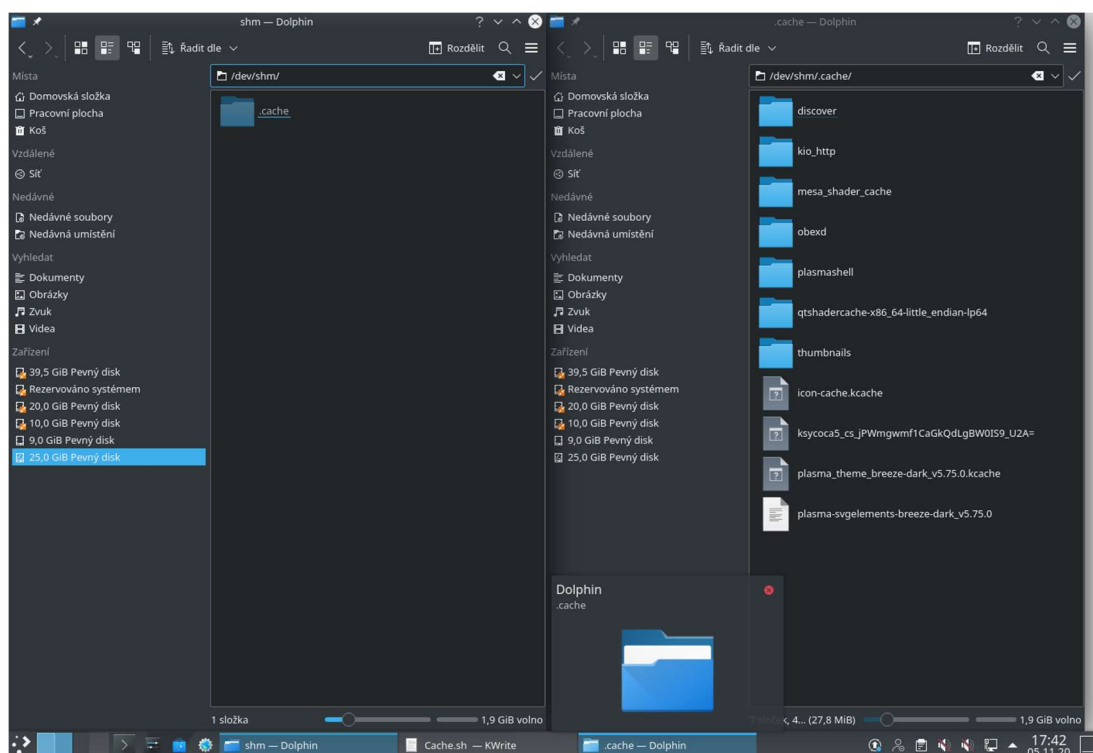 shm — Dolphin
Řadit dle
Rozdělit
Místa
/dev/shm/
Domovská složka
Pracovní plocha
Koš
Vzdálené
Síť
Nedávné
Nedávné soubory
Nedávná umístění
Vyhledat
Dokumenty
Obrázky
Zvuk
Videa
Zařízení
39,5 GiB Pevný disk
Rezervováno systémem
20,0 GiB Pevný disk
10,0 GiB Pevný disk
9,0 GiB Pevný disk
25,0 GiB Pevný disk
.cache
1 složka
1,9 GiB volno
.cache — Dolphin
Řadit dle
Rozdělit
Místa
/dev/shm/.cache/
Domovská složka
Pracovní plocha
Koš
Vzdálené
Síť
Nedávné
Nedávné soubory
Nedávná umístění
Vyhledat
Dokumenty
Obrázky
Zvuk
Videa
Zařízení
39,5 GiB Pevný disk
Rezervováno systémem
20,0 GiB Pevný disk
10,0 GiB Pevný disk
9,0 GiB Pevný disk
25,0 GiB Pevný disk
discover
kio_http
mesa_shader_cache
obexd
plasmashell
qtshadercache-x86_64-little_endian-lp64
thumbnails
icon-cache.kcache
ksycoca5_cs_jPWmgwmf1CaGkQdLgBW0IS9_U2A=
plasma_theme_breeze-dark_v5.75.0.kcache
plasma-svgelements-breeze-dark_v5.75.0
Dolphin
.cache
4... (27,8 MiB)
1,9 GiB volno
shm — Dolphin
Cache.sh — KWrite
.cache — Dolphin
17:42
05.11.20